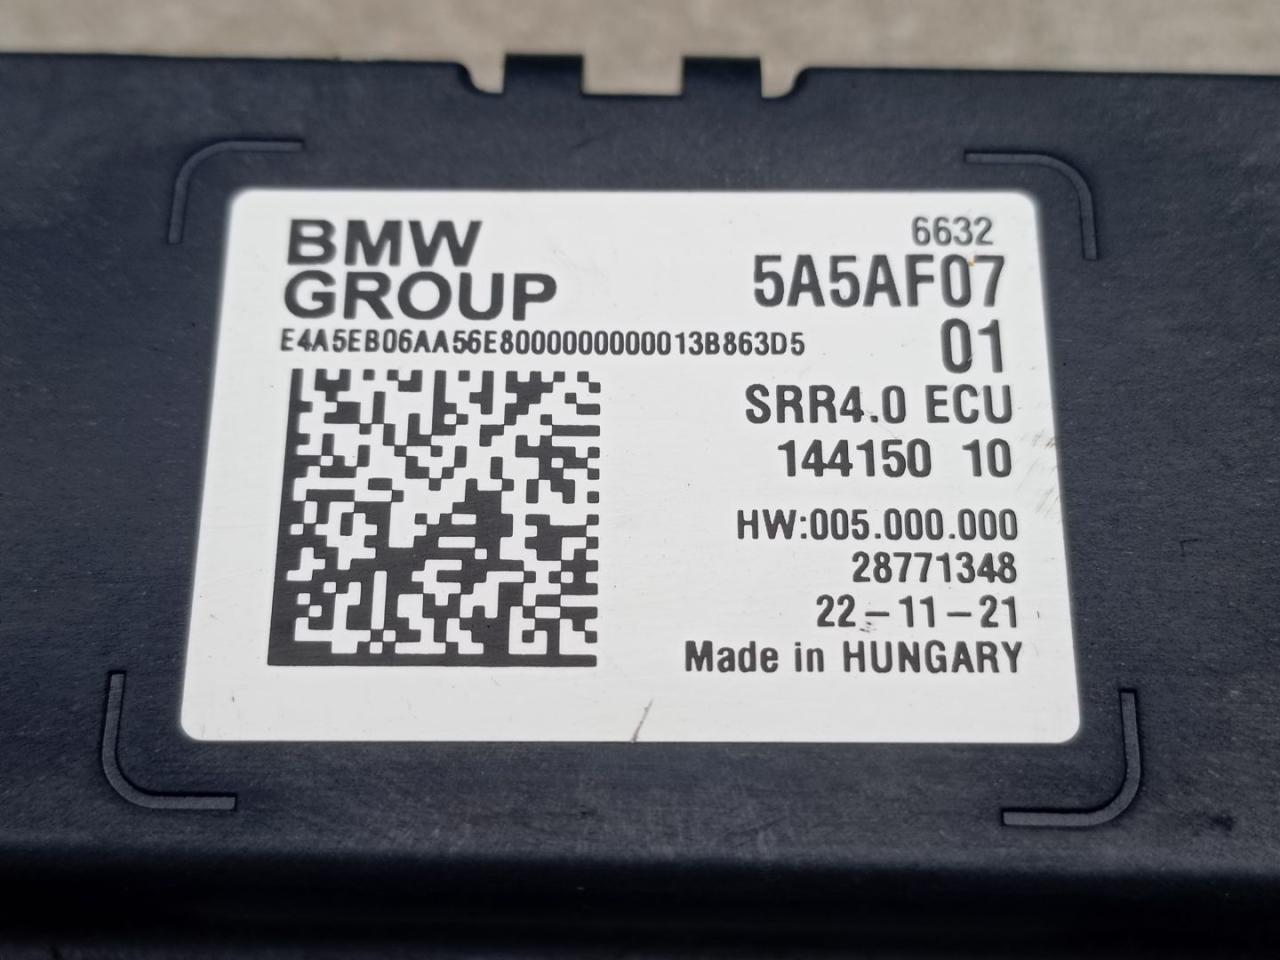 BMW
GROUP
E4A5EB06AA56E8000000000013B863D5
6632
5A5AF07
01
SRR4.0 ECU
144150 10
HW:005.000.000
28771348
22-11-21
Made in HUNGARY